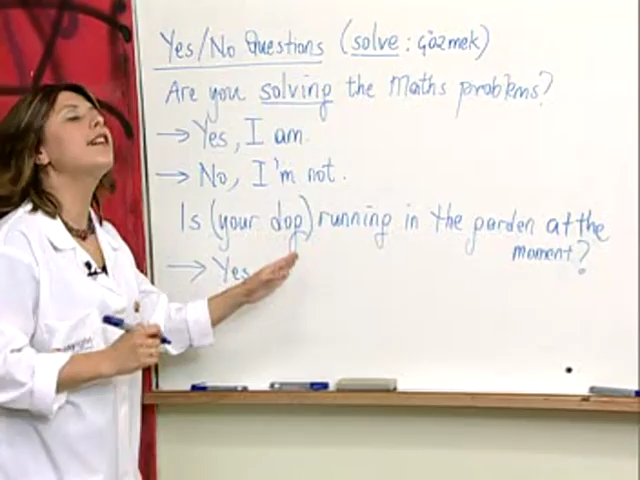 Yes/No Questions (solve: çözmek)
Are you solving the Maths problems?
→ Yes, I am.
→ No, I'm not.
Is (your dog) running in the garden at the
moment?
→ Yes